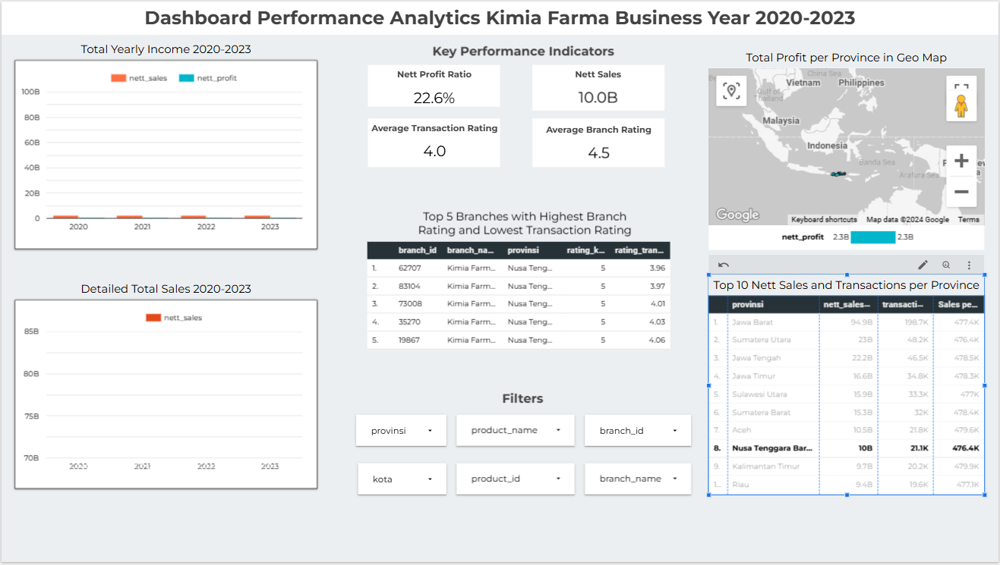 Dashboard Performance Analytics Kimia Farma Business Year 2020-2023
Total Yearly Income 2020-2023
nett_sales nett_profit
100B
80B
60B
40B
20B
0
2020 2021 2022 2023
Detailed Total Sales 2020-2023
nett_sales
85B
80B
75B
70B
2020 2021 2022 2023
Key Performance Indicators
Nett Profit Ratio
22.6%
Nett Sales
10.0B
Average Transaction Rating
4.0
Average Branch Rating
4.5
Top 5 Branches with Highest Branch
Rating and Lowest Transaction Rating
branch_id branch_na... provinsi rating_k... rating_tran...
1. 62707 Kimia Farm... Nusa Teng... 5 3.96
2. 83104 Kimia Farm... Nusa Teng... 5 3.97
3. 73008 Kimia Farm... Nusa Teng... 5 4.01
4. 35270 Kimia Farm... Nusa Teng... 5 4.03
5. 19867 Kimia Farm... Nusa Teng... 5 4.06
Filters
provinsi product_name branch_id
kota product_id branch_name
Total Profit per Province in Geo Map
China Sea
Vietnam Philippines
Gulf of
Thailand
Malaysia
Indonesia
Banda Sea
Arafura Sea
Google
Keyboard shortcuts Map data ©2024 Google Terms
nett_profit 2.3B 2.3B
Top 10 Nett Sales and Transactions per Province
provinsi nett_sales... transacti... Sales pe...
1. Jawa Barat 94.9B 198.7K 477.4K
2. Sumatera Utara 23B 48.2K 476.4K
3. Jawa Tengah 22.2B 46.5K 478.5K
4. Jawa Timur 16.6B 34.8K 478.3K
5. Sulawesi Utara 15.9B 33.3K 477K
6. Sumatera Barat 15.3B 32K 478.4K
7. Aceh 10.5B 21.8K 479.6K
8. Nusa Tenggara Bar... 10B 21.1K 476.4K
9. Kalimantan Timur 9.7B 20.2K 479.9K
1... Riau 9.4B 19.6K 477.1K